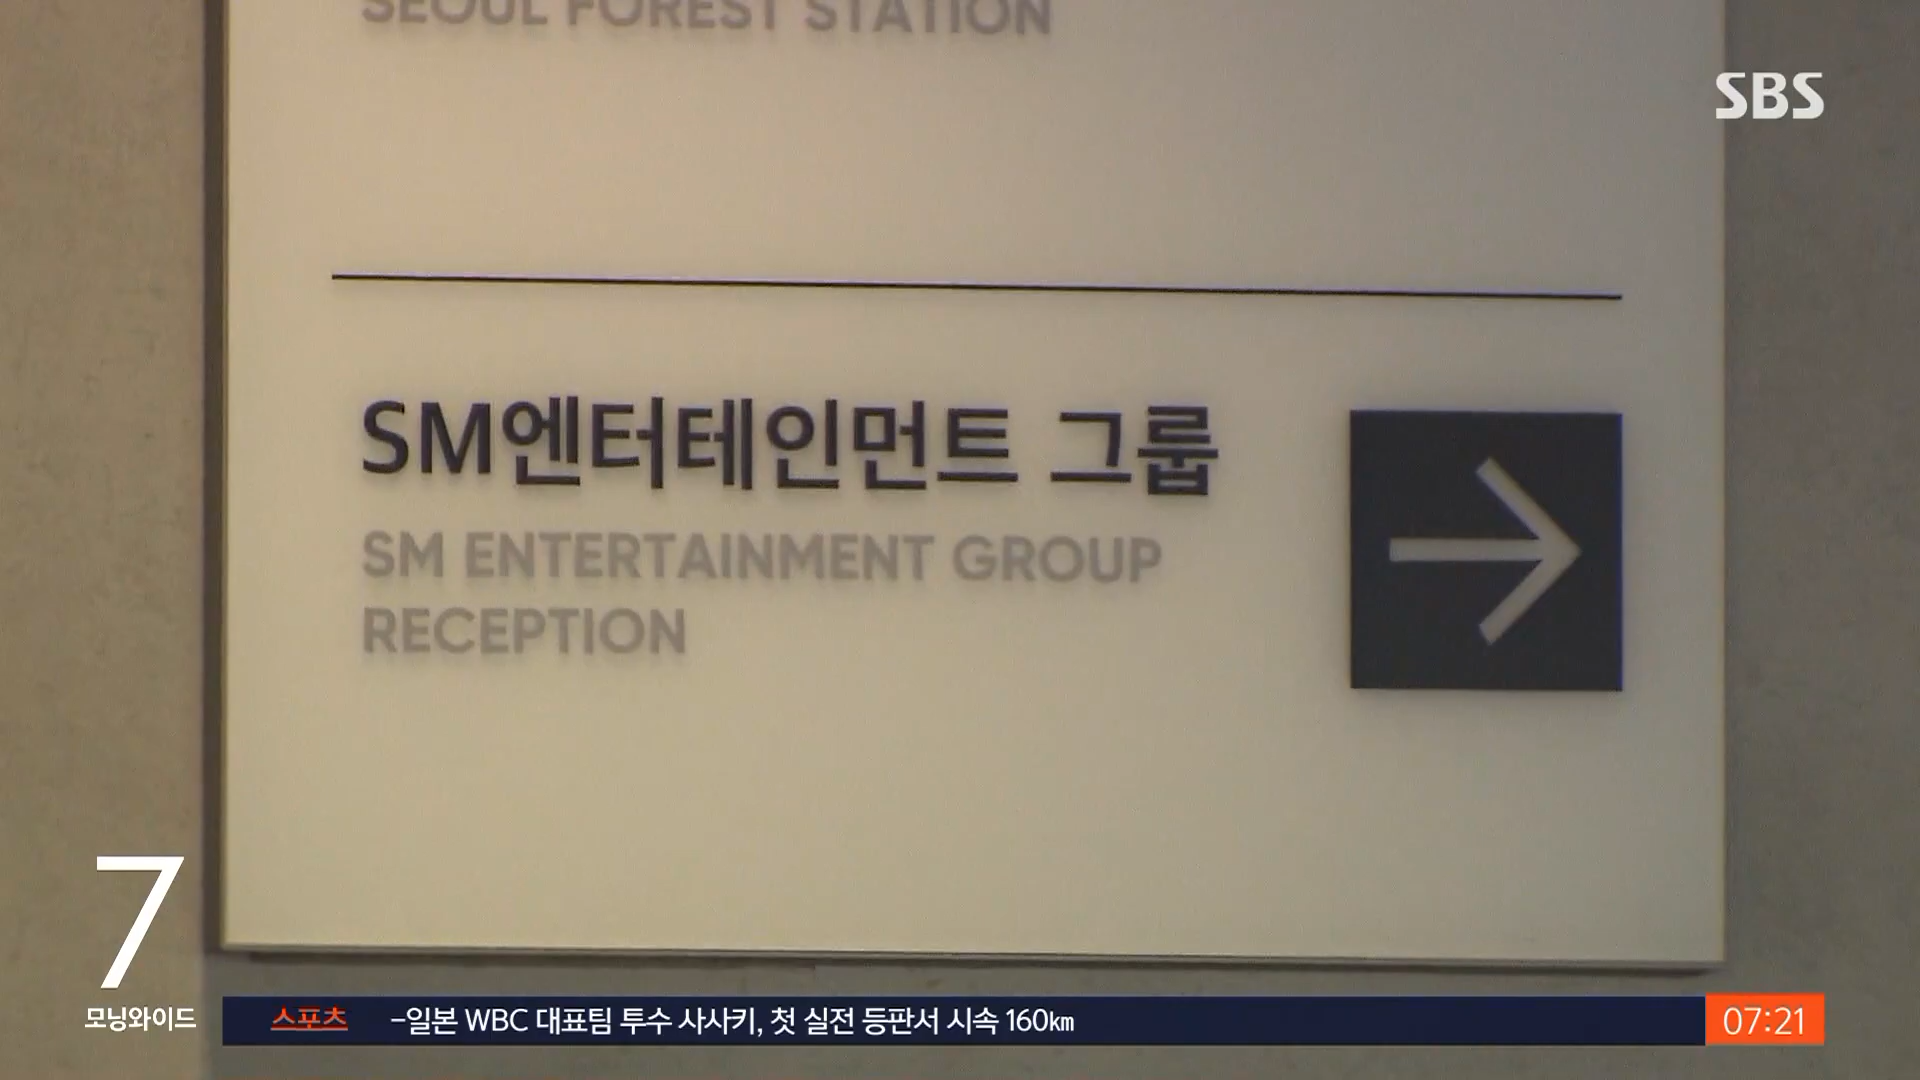 SEOUL FOREST STATION
SBS
SM엔터테인먼트 그룹
SM ENTERTAINMENT GROUP
RECEPTION
7
모닝와이드
스포츠 -일본 WBC 대표팀 투수 사사키, 첫 실전 등판서 시속 160㎞ 07:21